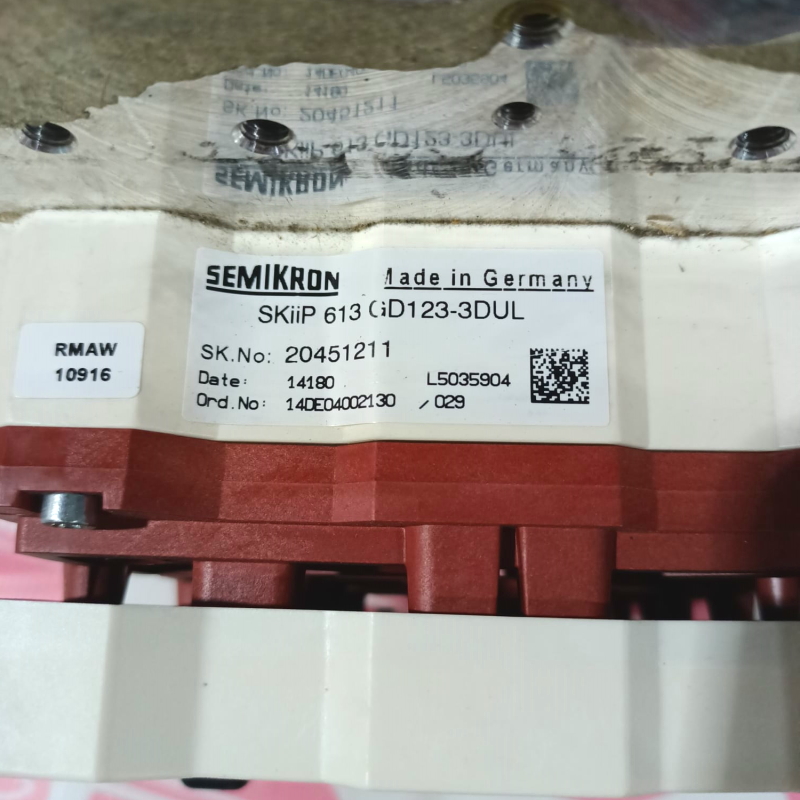 SEMIKRON Made in Germany
SKiiP 613 GD123-3DUL
SK.No: 20451211
Date: 14180 L5035904
Ord.No: 14DE04002130 /029
RMAW
10916